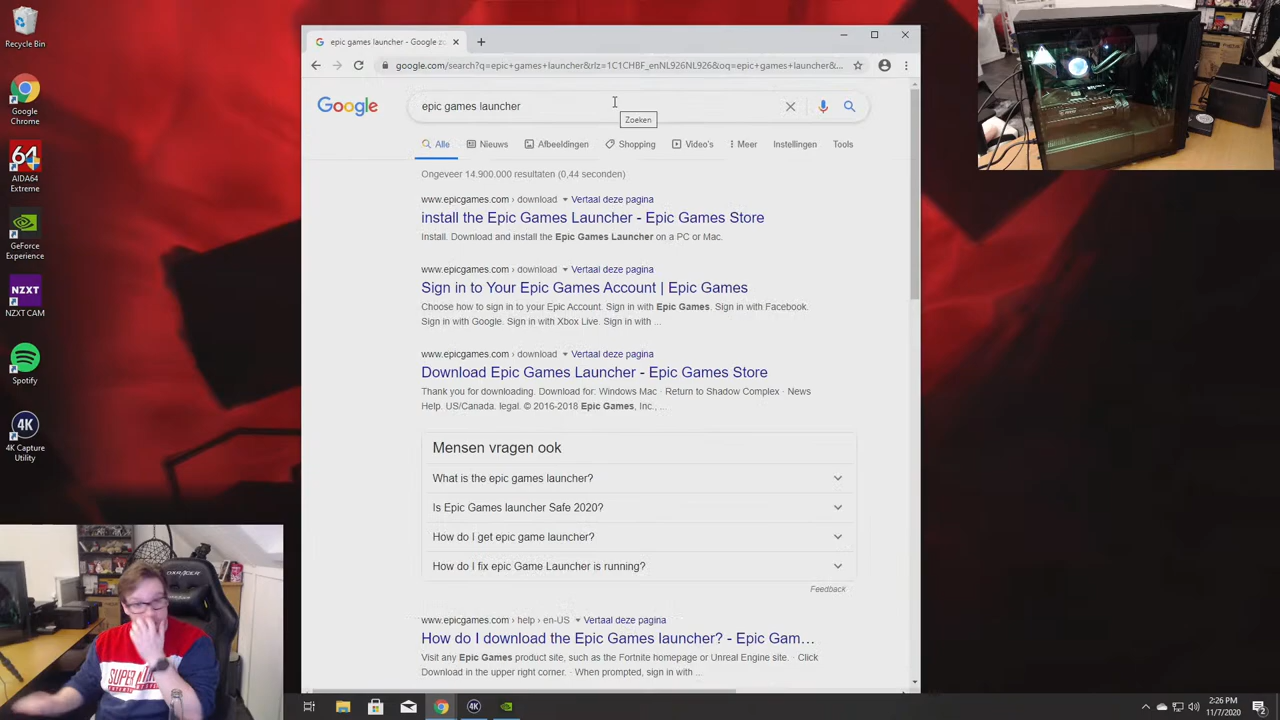 Recycle Bin
Google
Chrome
AIDA64
Extreme
GeForce
Experience
NZXT
NZXT CAM
Spotify
4K
4K Capture
Utility
epic games launcher - Google zo
google.com/search?q=epic+games+launcher&rlz=1C1CHBF_enNL926NL926&oq=epic+games+launcher&...
Google
epic games launcher
Zoeken
Alle
Nieuws
Afbeeldingen
Shopping
Video's
Meer
Instellingen
Tools
Ongeveer 14.900.000 resultaten (0,44 seconden)
www.epicgames.com › download Vertaal deze pagina
install the Epic Games Launcher - Epic Games Store
Install. Download and install the Epic Games Launcher on a PC or Mac.
www.epicgames.com › download Vertaal deze pagina
Sign in to Your Epic Games Account | Epic Games
Choose how to sign in to your Epic Account. Sign in with Epic Games. Sign in with Facebook.
Sign in with Google. Sign in with Xbox Live. Sign in with ...
www.epicgames.com › download Vertaal deze pagina
Download Epic Games Launcher - Epic Games Store
Thank you for downloading. Download for: Windows Mac · Return to Shadow Complex · News
Help. US/Canada. legal. © 2016-2018 Epic Games, Inc., ...
Mensen vragen ook
What is the epic games launcher?
Is Epic Games launcher Safe 2020?
How do I get epic game launcher?
How do I fix epic Game Launcher is running?
Feedback
www.epicgames.com › help › en-US Vertaal deze pagina
How do I download the Epic Games launcher? - Epic Gam...
Visit any Epic Games product site, such as the Fortnite homepage or Unreal Engine site. · Click
Download in the upper right corner. · When prompted, sign in with ...
DXRACER
SUPER
4K
2:26 PM
11/7/2020
2